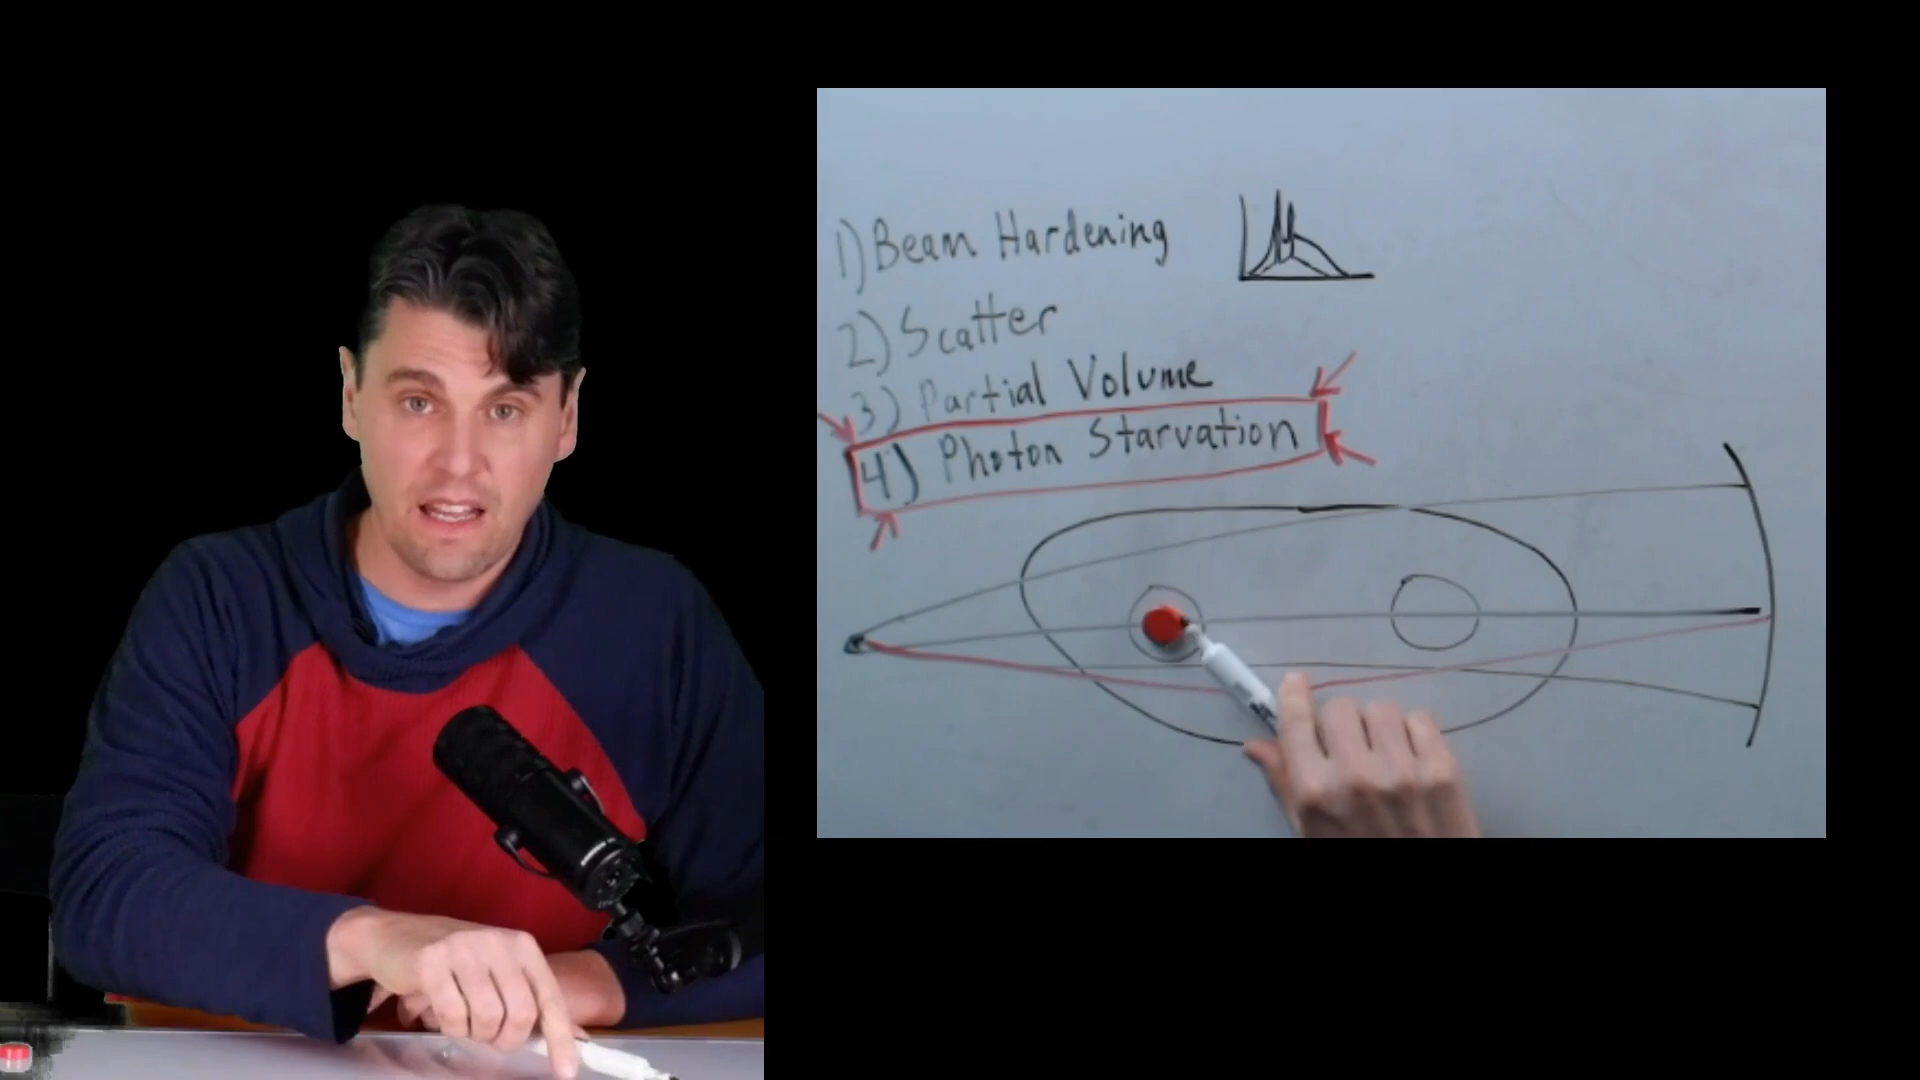 1) Beam Hardening
2) Scatter
3) Partial Volume
4) Photon Starvation